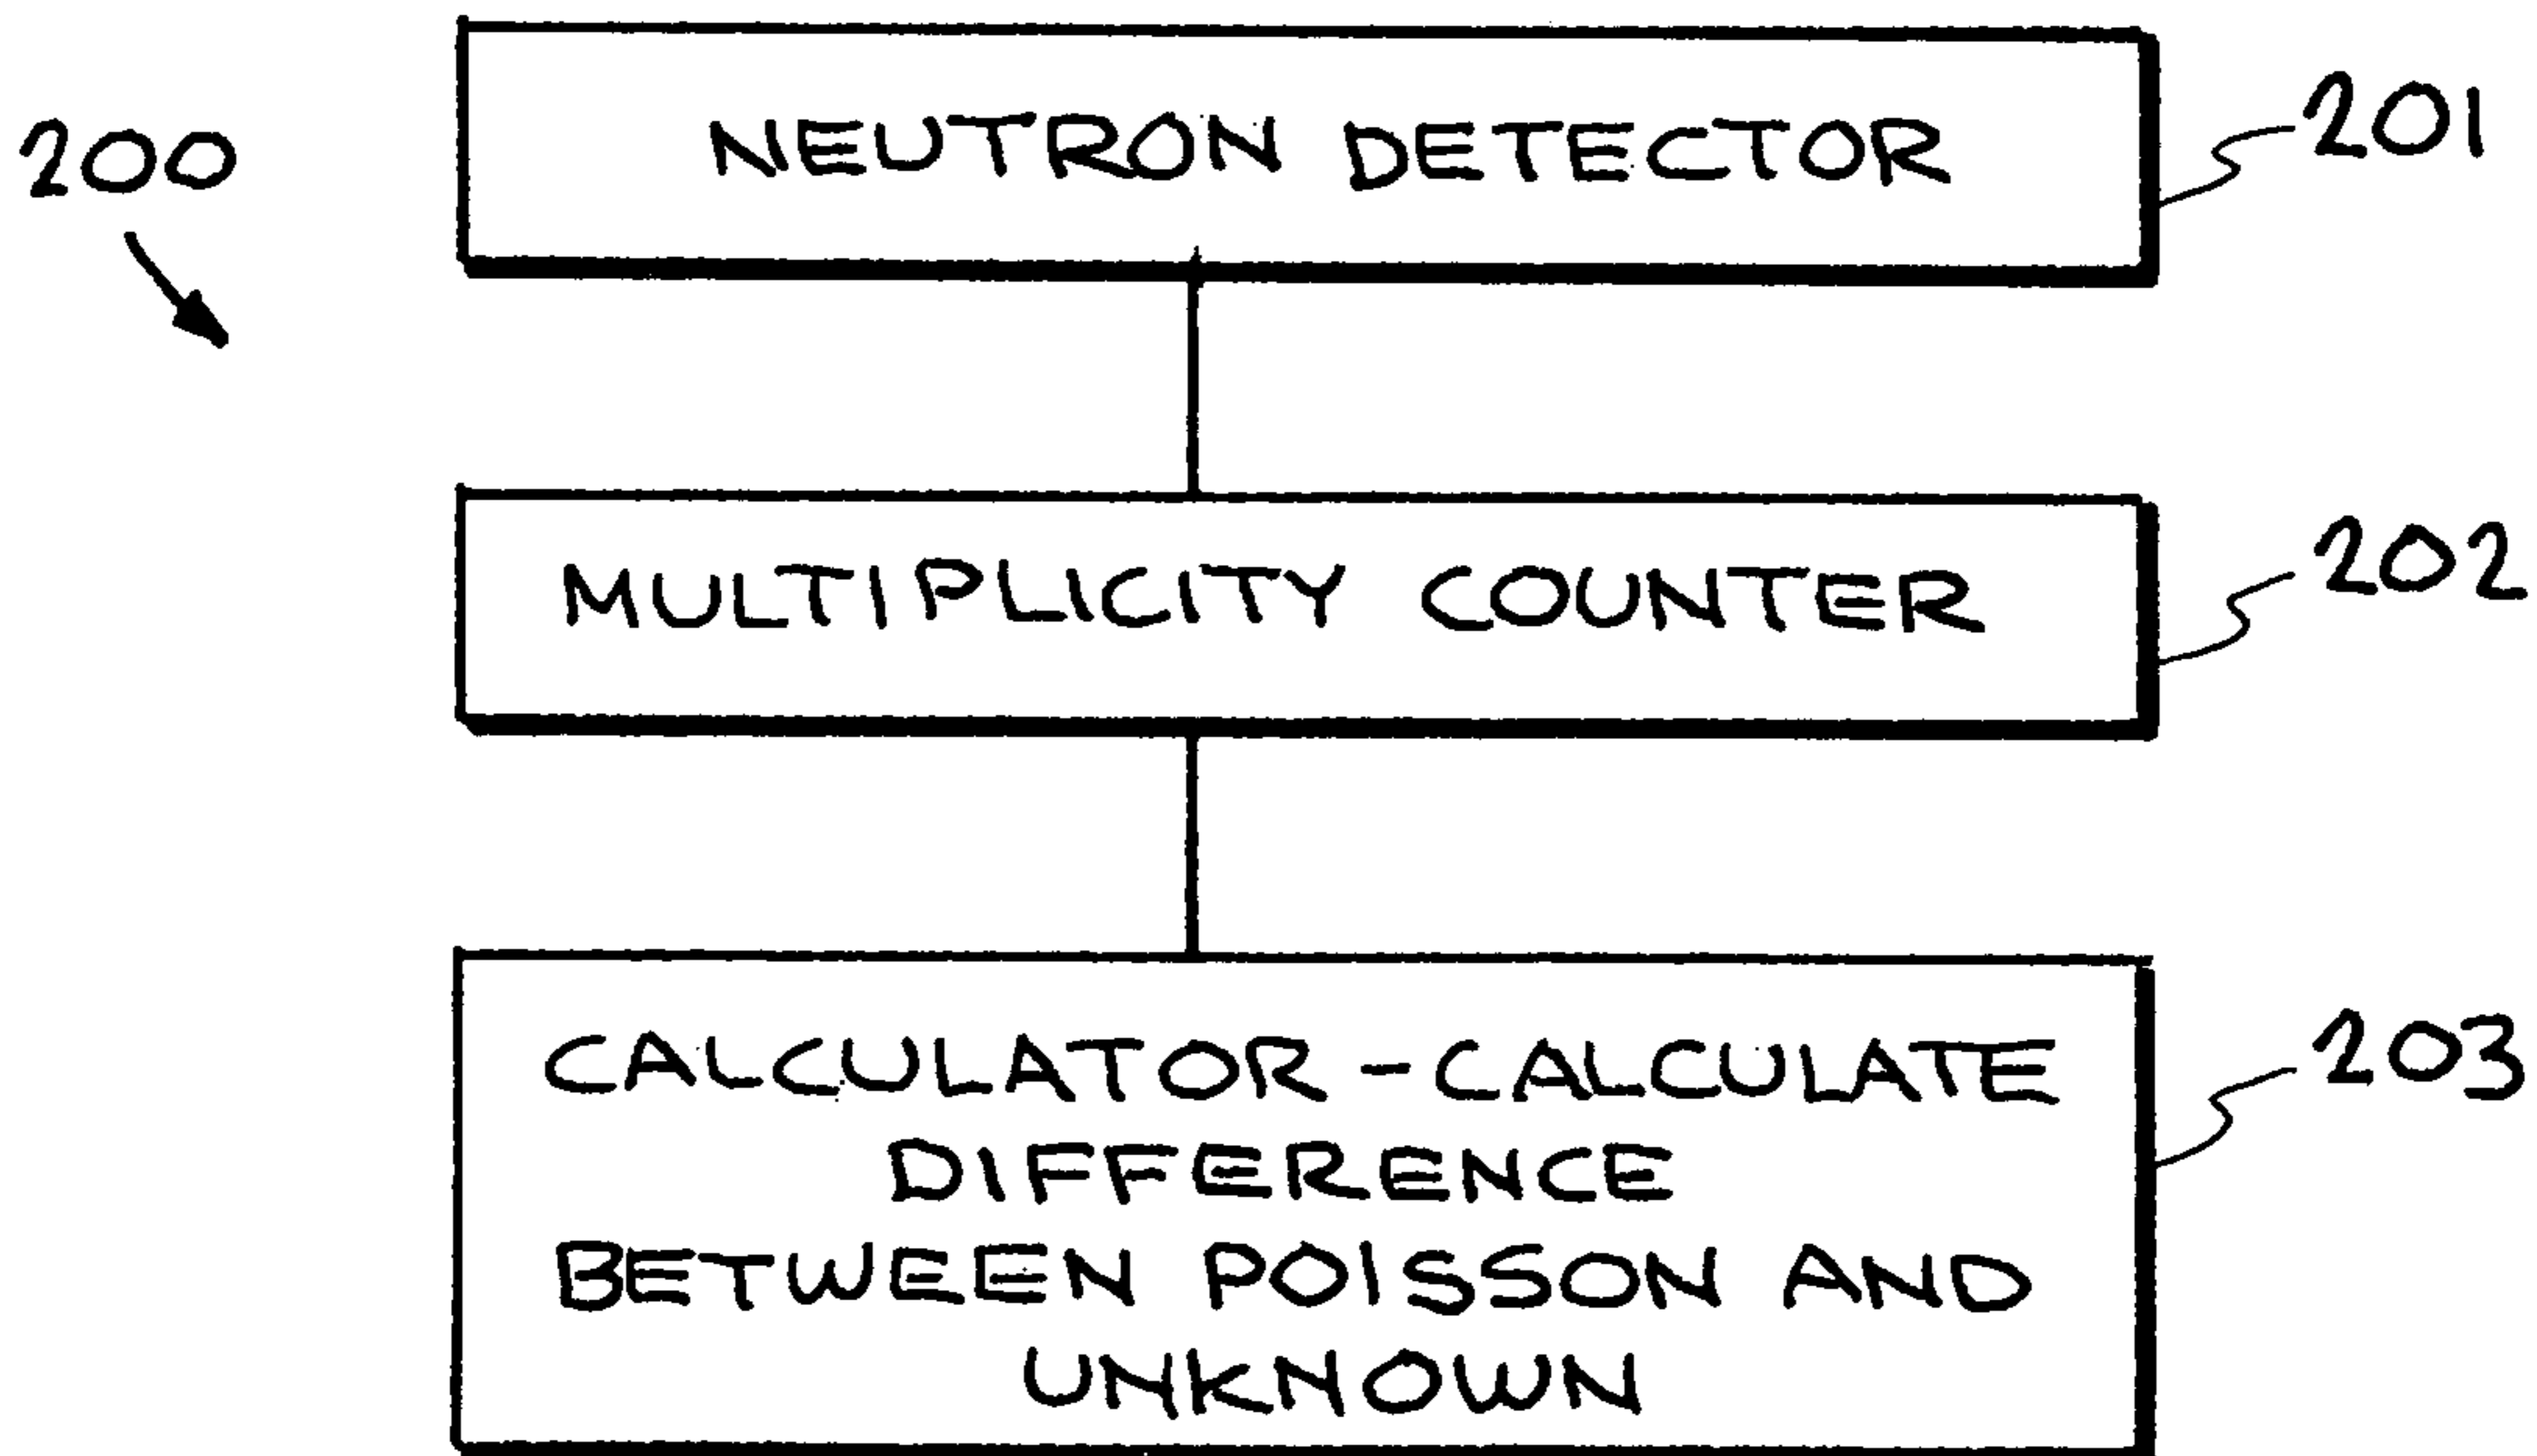 200
NEUTRON DETECTOR
201
MULTIPLICITY COUNTER
202
CALCULATOR - CALCULATE
DIFFERENCE
BETWEEN POISSON AND
UNKNOWN
203